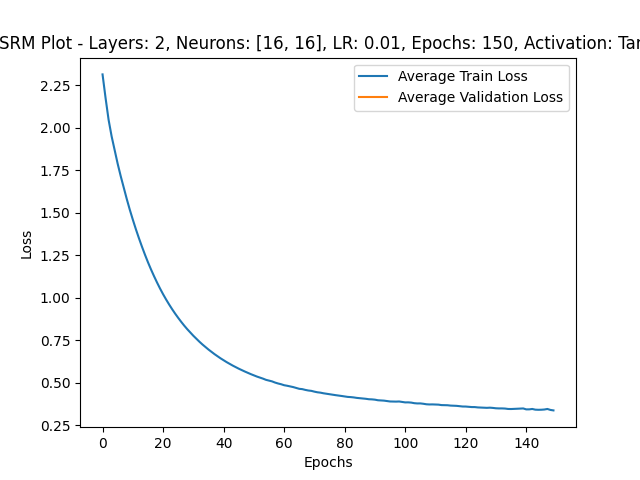 SRM Plot - Layers: 2, Neurons: [16, 16], LR: 0.01, Epochs: 150, Activation: Tan
Average Train Loss
Average Validation Loss
2.25
2.00
1.75
1.50
1.25
1.00
0.75
0.50
0.25
Loss
0 20 40 60 80 100 120 140
Epochs